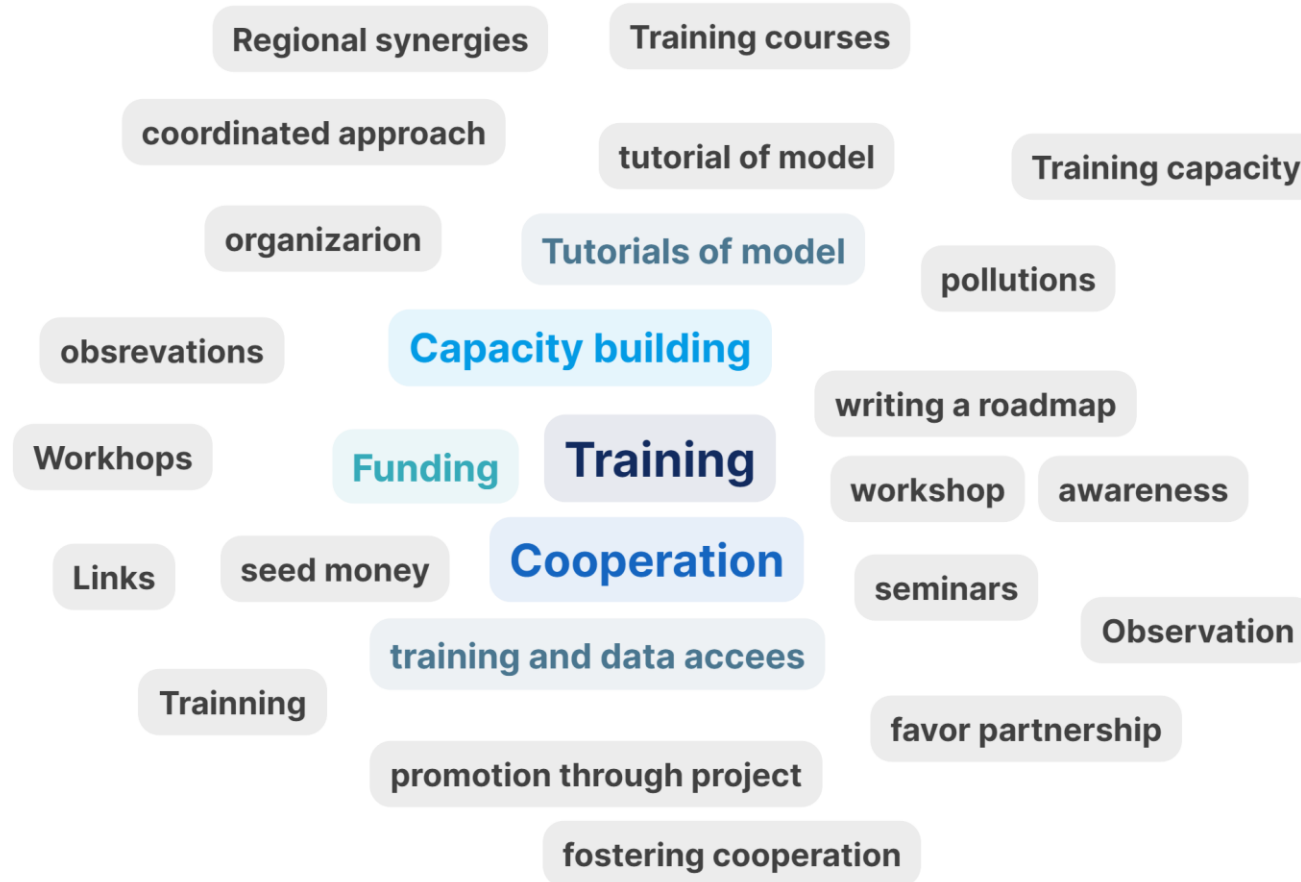 Regional synergies
Training courses
coordinated approach
tutorial of model
Training capacity
organizarion
Tutorials of model
pollutions
obsrevations
Capacity building
writing a roadmap
Workhops
Funding
Training
workshop
awareness
Links
seed money
Cooperation
seminars
Observation
training and data accees
Trainning
favor partnership
promotion through project
fostering cooperation